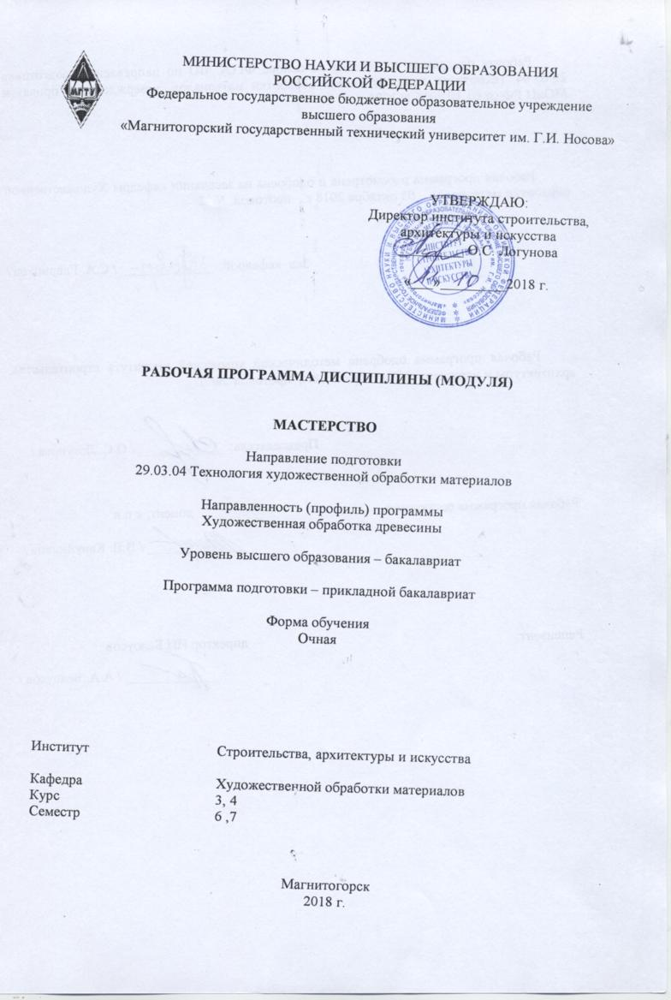 МГТУ
МИНИСТЕРСТВО НАУКИ И ВЫСШЕГО ОБРАЗОВАНИЯ
РОССИЙСКОЙ ФЕДЕРАЦИИ
Федеральное государственное бюджетное образовательное учреждение
высшего образования
«Магнитогорский государственный технический университет им. Г.И. Носова»
УТВЕРЖДАЮ:
Директор института строительства,
архитектуры и искусства
О.С. Логунова
« » 10 2018 г.
РАБОЧАЯ ПРОГРАММА ДИСЦИПЛИНЫ (МОДУЛЯ)
МАСТЕРСТВО
Направление подготовки
29.03.04 Технология художественной обработки материалов
Направленность (профиль) программы
Художественная обработка древесины
Уровень высшего образования – бакалавриат
Программа подготовки – прикладной бакалавриат
Форма обучения
Очная
Институт Строительства, архитектуры и искусства
Кафедра Художественной обработки материалов
Курс 3, 4
Семестр 6 ,7
Магнитогорск
2018 г.